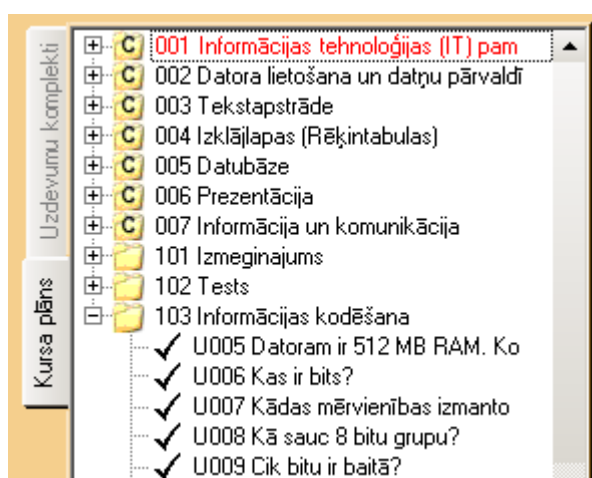 Uzdevumu komplekti
Kursa plāns
C 001 Informācijas tehnoloģijas (IT) pam
C 002 Datora lietošana un datņu pārvaldī
C 003 Tekstapstrāde
C 004 Izklājlapas (Rēķintabulas)
C 005 Datubāze
C 006 Prezentācija
C 007 Informācija un komunikācija
101 Izmeginajums
102 Tests
103 Informācijas kodēšana
U005 Datoram ir 512 MB RAM. Ko
U006 Kas ir bits?
U007 Kādas mērvienības izmanto
U008 Kā sauc 8 bitu grupu?
U009 Cik bitu ir baitā?